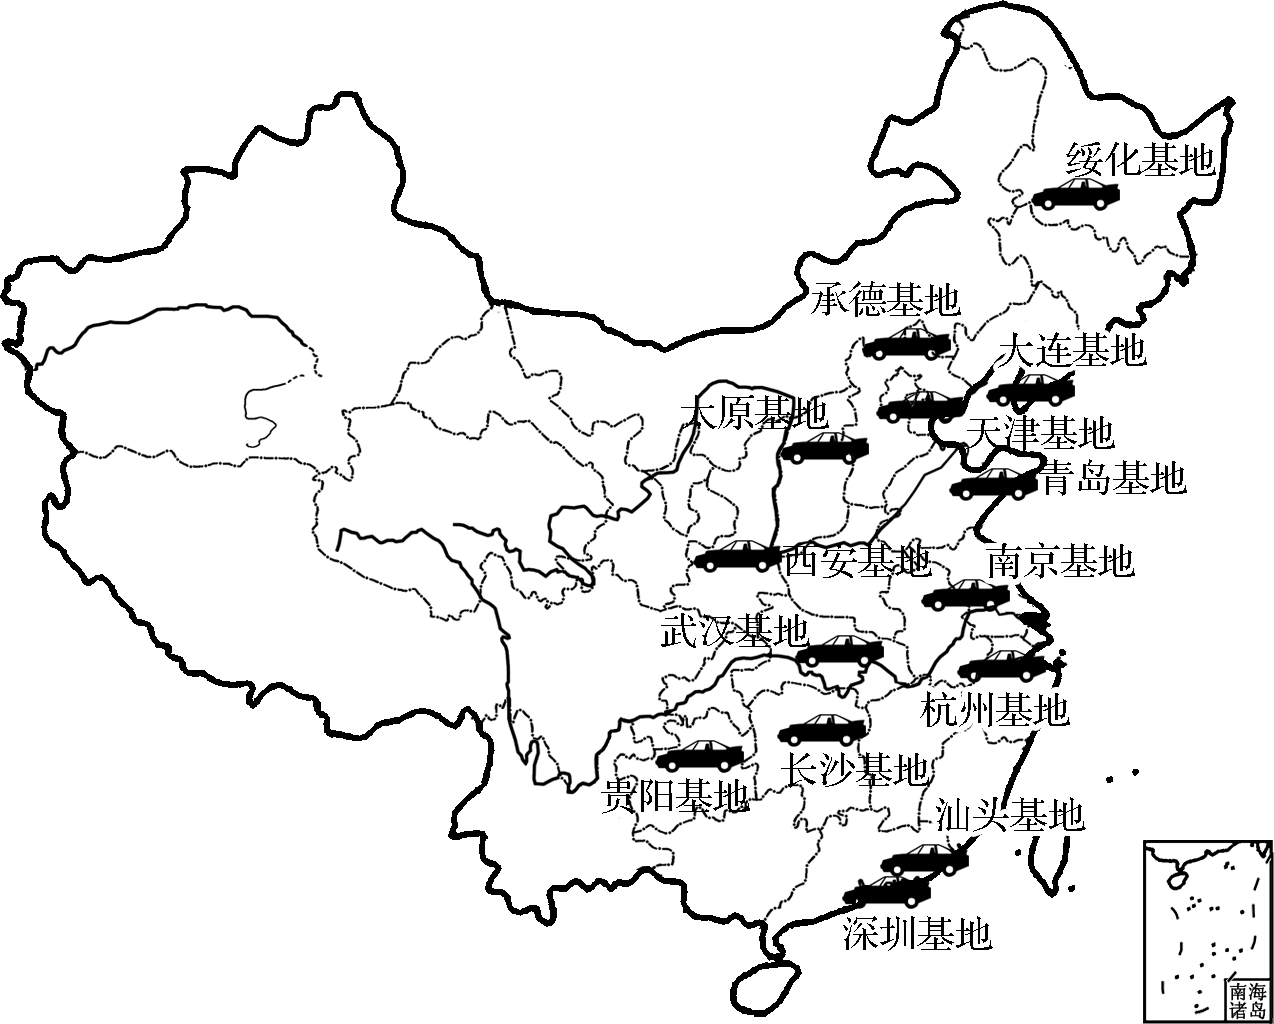 绥化基地
承德基地
大连基地
太原基地
天津基地
青岛基地
西安基地
南京基地
武汉基地
杭州基地
长沙基地
贵阳基地
汕头基地
深圳基地
南海
诸岛